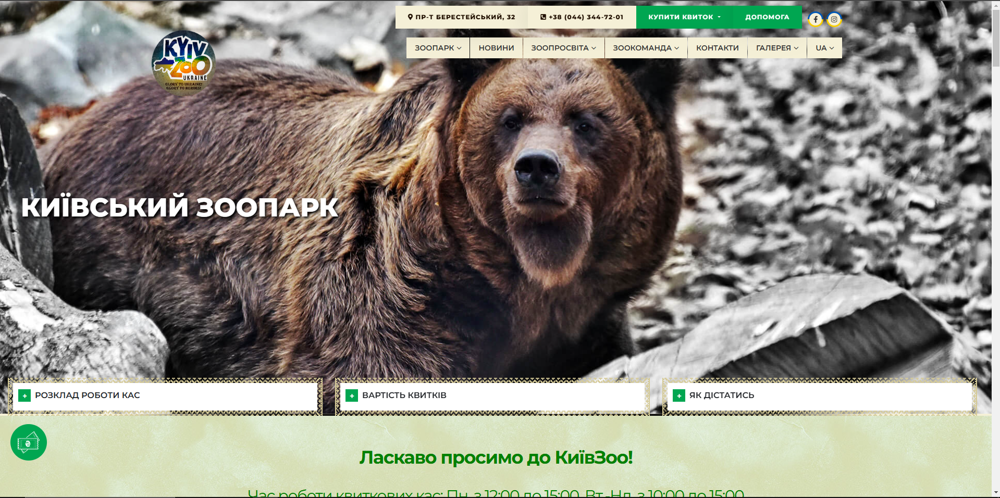 ПР-Т БЕРЕСТЕЙСЬКИЙ, 32
+38 (044) 344-72-01
КУПИТИ КВИТОК
ДОПОМОГА
KYIV
ZOO
UKRAINE
GLORY TO UKRAINE!
GLORY TO HEROES!
ЗООПАРК
НОВИНИ
ЗООПРОСВІТА
ЗООКОМАНДА
КОНТАКТИ
ГАЛЕРЕЯ
UA
КИЇВСЬКИЙ ЗООПАРК
РОЗКЛАД РОБОТИ КАС
ВАРТІСТЬ КВИТКІВ
ЯК ДІСТАТИСЬ
₴
Ласкаво просимо до КиївЗоо!
Час роботи квиткових кас: Пн. з 12:00 до 15:00, Вт.-Нд. з 10:00 до 15:00